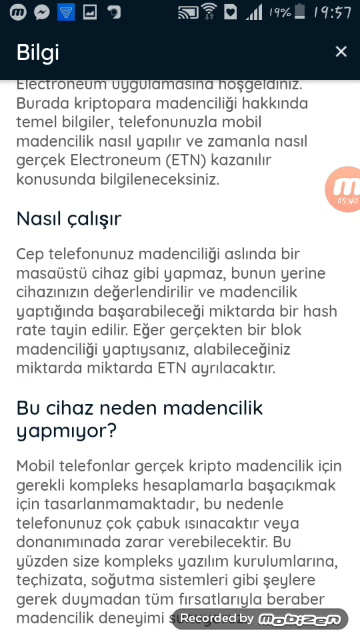 19% 19:57
Bilgi
Electroneum uygulamasına hoşgeldiniz.
Burada kriptopara madenciliği hakkında
temel bilgiler, telefonunuzla mobil
madencilik nasıl yapılır ve zamanla nasıl
gerçek Electroneum (ETN) kazanılır
konusunda bilgileneceksiniz.
05:40
Nasıl çalışır
Cep telefonunuz madenciliği aslında bir
masaüstü cihaz gibi yapmaz, bunun yerine
cihazınızın değerlendirilir ve madencilik
yaptığında başarabileceği miktarda bir hash
rate tayin edilir. Eğer gerçekten bir blok
madenciliği yaptıysanız, alabileceğiniz
miktarda miktarda ETN ayrılacaktır.
Bu cihaz neden madencilik
yapmıyor?
Mobil telefonlar gerçek kripto madencilik için
gerekli kompleks hesaplamarla başaçıkmak
için tasarlanmamaktadır, bu nedenle
telefonunuz çok çabuk ısınacaktır veya
donanımınada zarar verebilecektir. Bu
yüzden size kompleks yazılım kurulumlarına,
teçhizata, soğutma sistemleri gibi şeylere
gerek duymadan tüm fırsatlarıyla beraber
madencilik deneyimi
Recorded by Mobizen